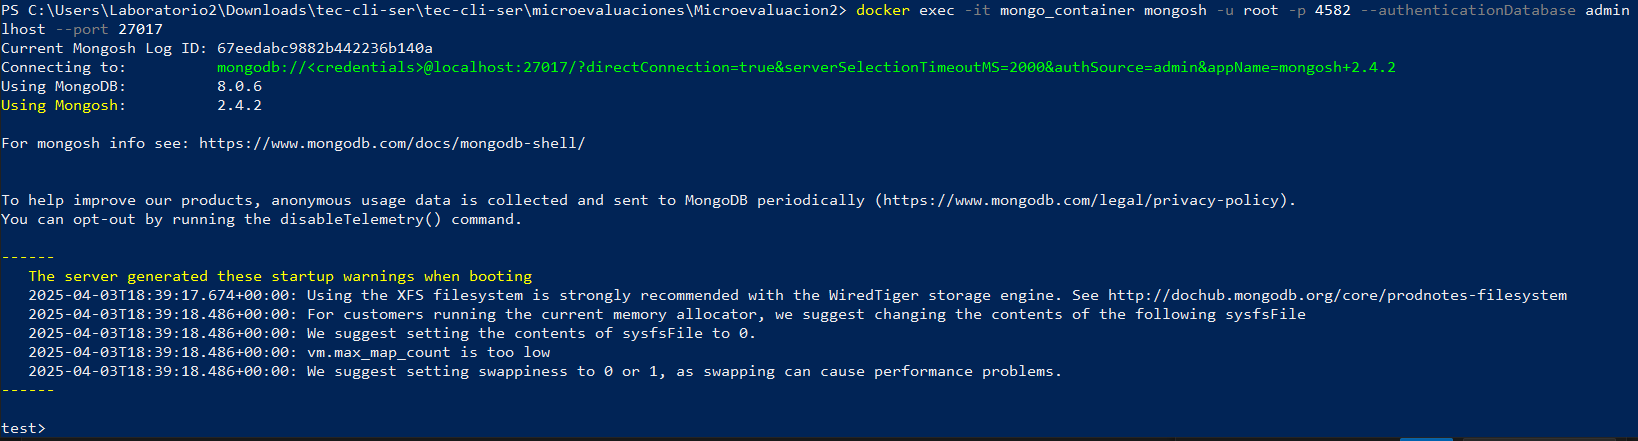 PS C:\Users\Laboratorio2\Downloads\tec-cli-ser\tec-cli-ser\microevaluaciones\Microevaluacion2> docker exec -it mongo_container mongosh -u root -p 4582 --authenticationDatabase admin
lhost --port 27017
Current Mongosh Log ID: 67eedabc9882b442236b140a
Connecting to: mongodb://<credentials>@localhost:27017/?directConnection=true&serverSelectionTimeoutMS=2000&authSource=admin&appName=mongosh+2.4.2
Using MongoDB: 8.0.6
Using Mongosh: 2.4.2
For mongosh info see: https://www.mongodb.com/docs/mongodb-shell/
To help improve our products, anonymous usage data is collected and sent to MongoDB periodically (https://www.mongodb.com/legal/privacy-policy).
You can opt-out by running the disableTelemetry() command.
------
The server generated these startup warnings when booting
2025-04-03T18:39:17.674+00:00: Using the XFS filesystem is strongly recommended with the WiredTiger storage engine. See http://dochub.mongodb.org/core/prodnotes-filesystem
2025-04-03T18:39:18.486+00:00: For customers running the current memory allocator, we suggest changing the contents of the following sysfsFile
2025-04-03T18:39:18.486+00:00: We suggest setting the contents of sysfsFile to 0.
2025-04-03T18:39:18.486+00:00: vm.max_map_count is too low
2025-04-03T18:39:18.486+00:00: We suggest setting swappiness to 0 or 1, as swapping can cause performance problems.
------
test>